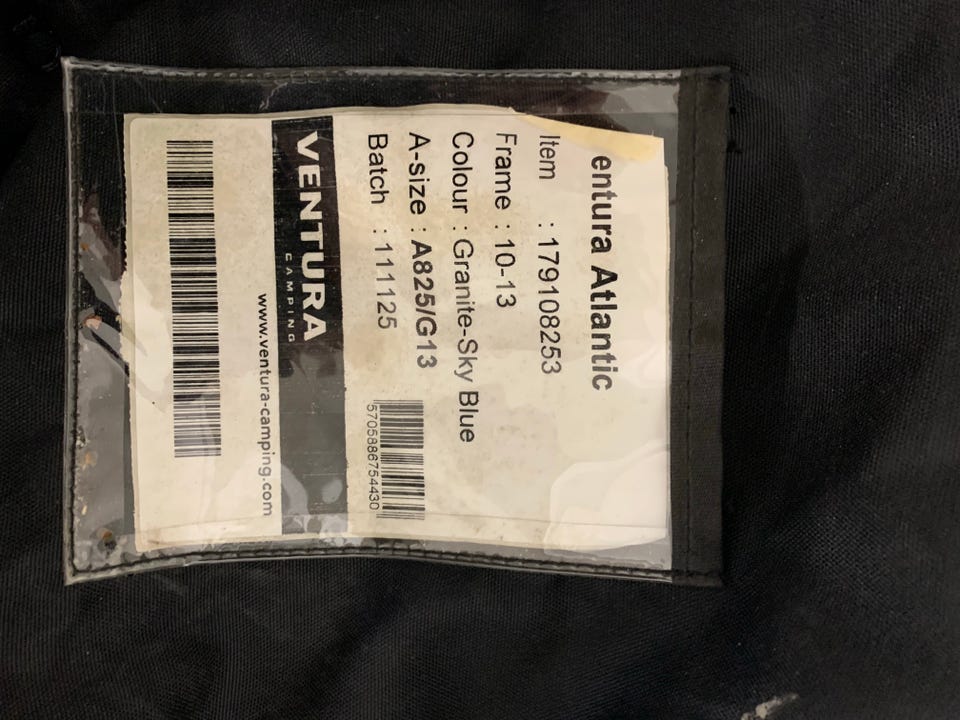 entura Atlantic
Item : 179108253
Frame : 10-13
Colour : Granite-Sky Blue
A-size : A825/G13
Batch : 111125
5705886754430
VENTURA
CAMPING
www.ventura-camping.com